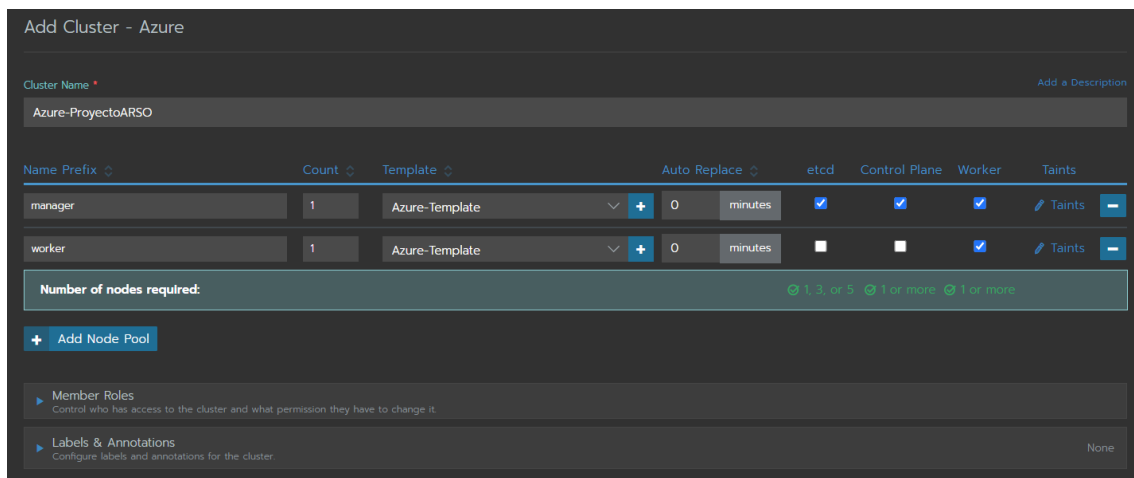 Add Cluster - Azure
Cluster Name *
Add a Description
Azure-ProyectoARSO
Name Prefix Count Template Auto Replace etcd Control Plane Worker Taints
manager 1 Azure-Template + 0 minutes Taints
worker 1 Azure-Template + 0 minutes Taints
Number of nodes required: 1, 3, or 5 1 or more 1 or more
+ Add Node Pool
Member Roles
Control who has access to the cluster and what permission they have to change it.
Labels & Annotations
Configure labels and annotations for the cluster.
None